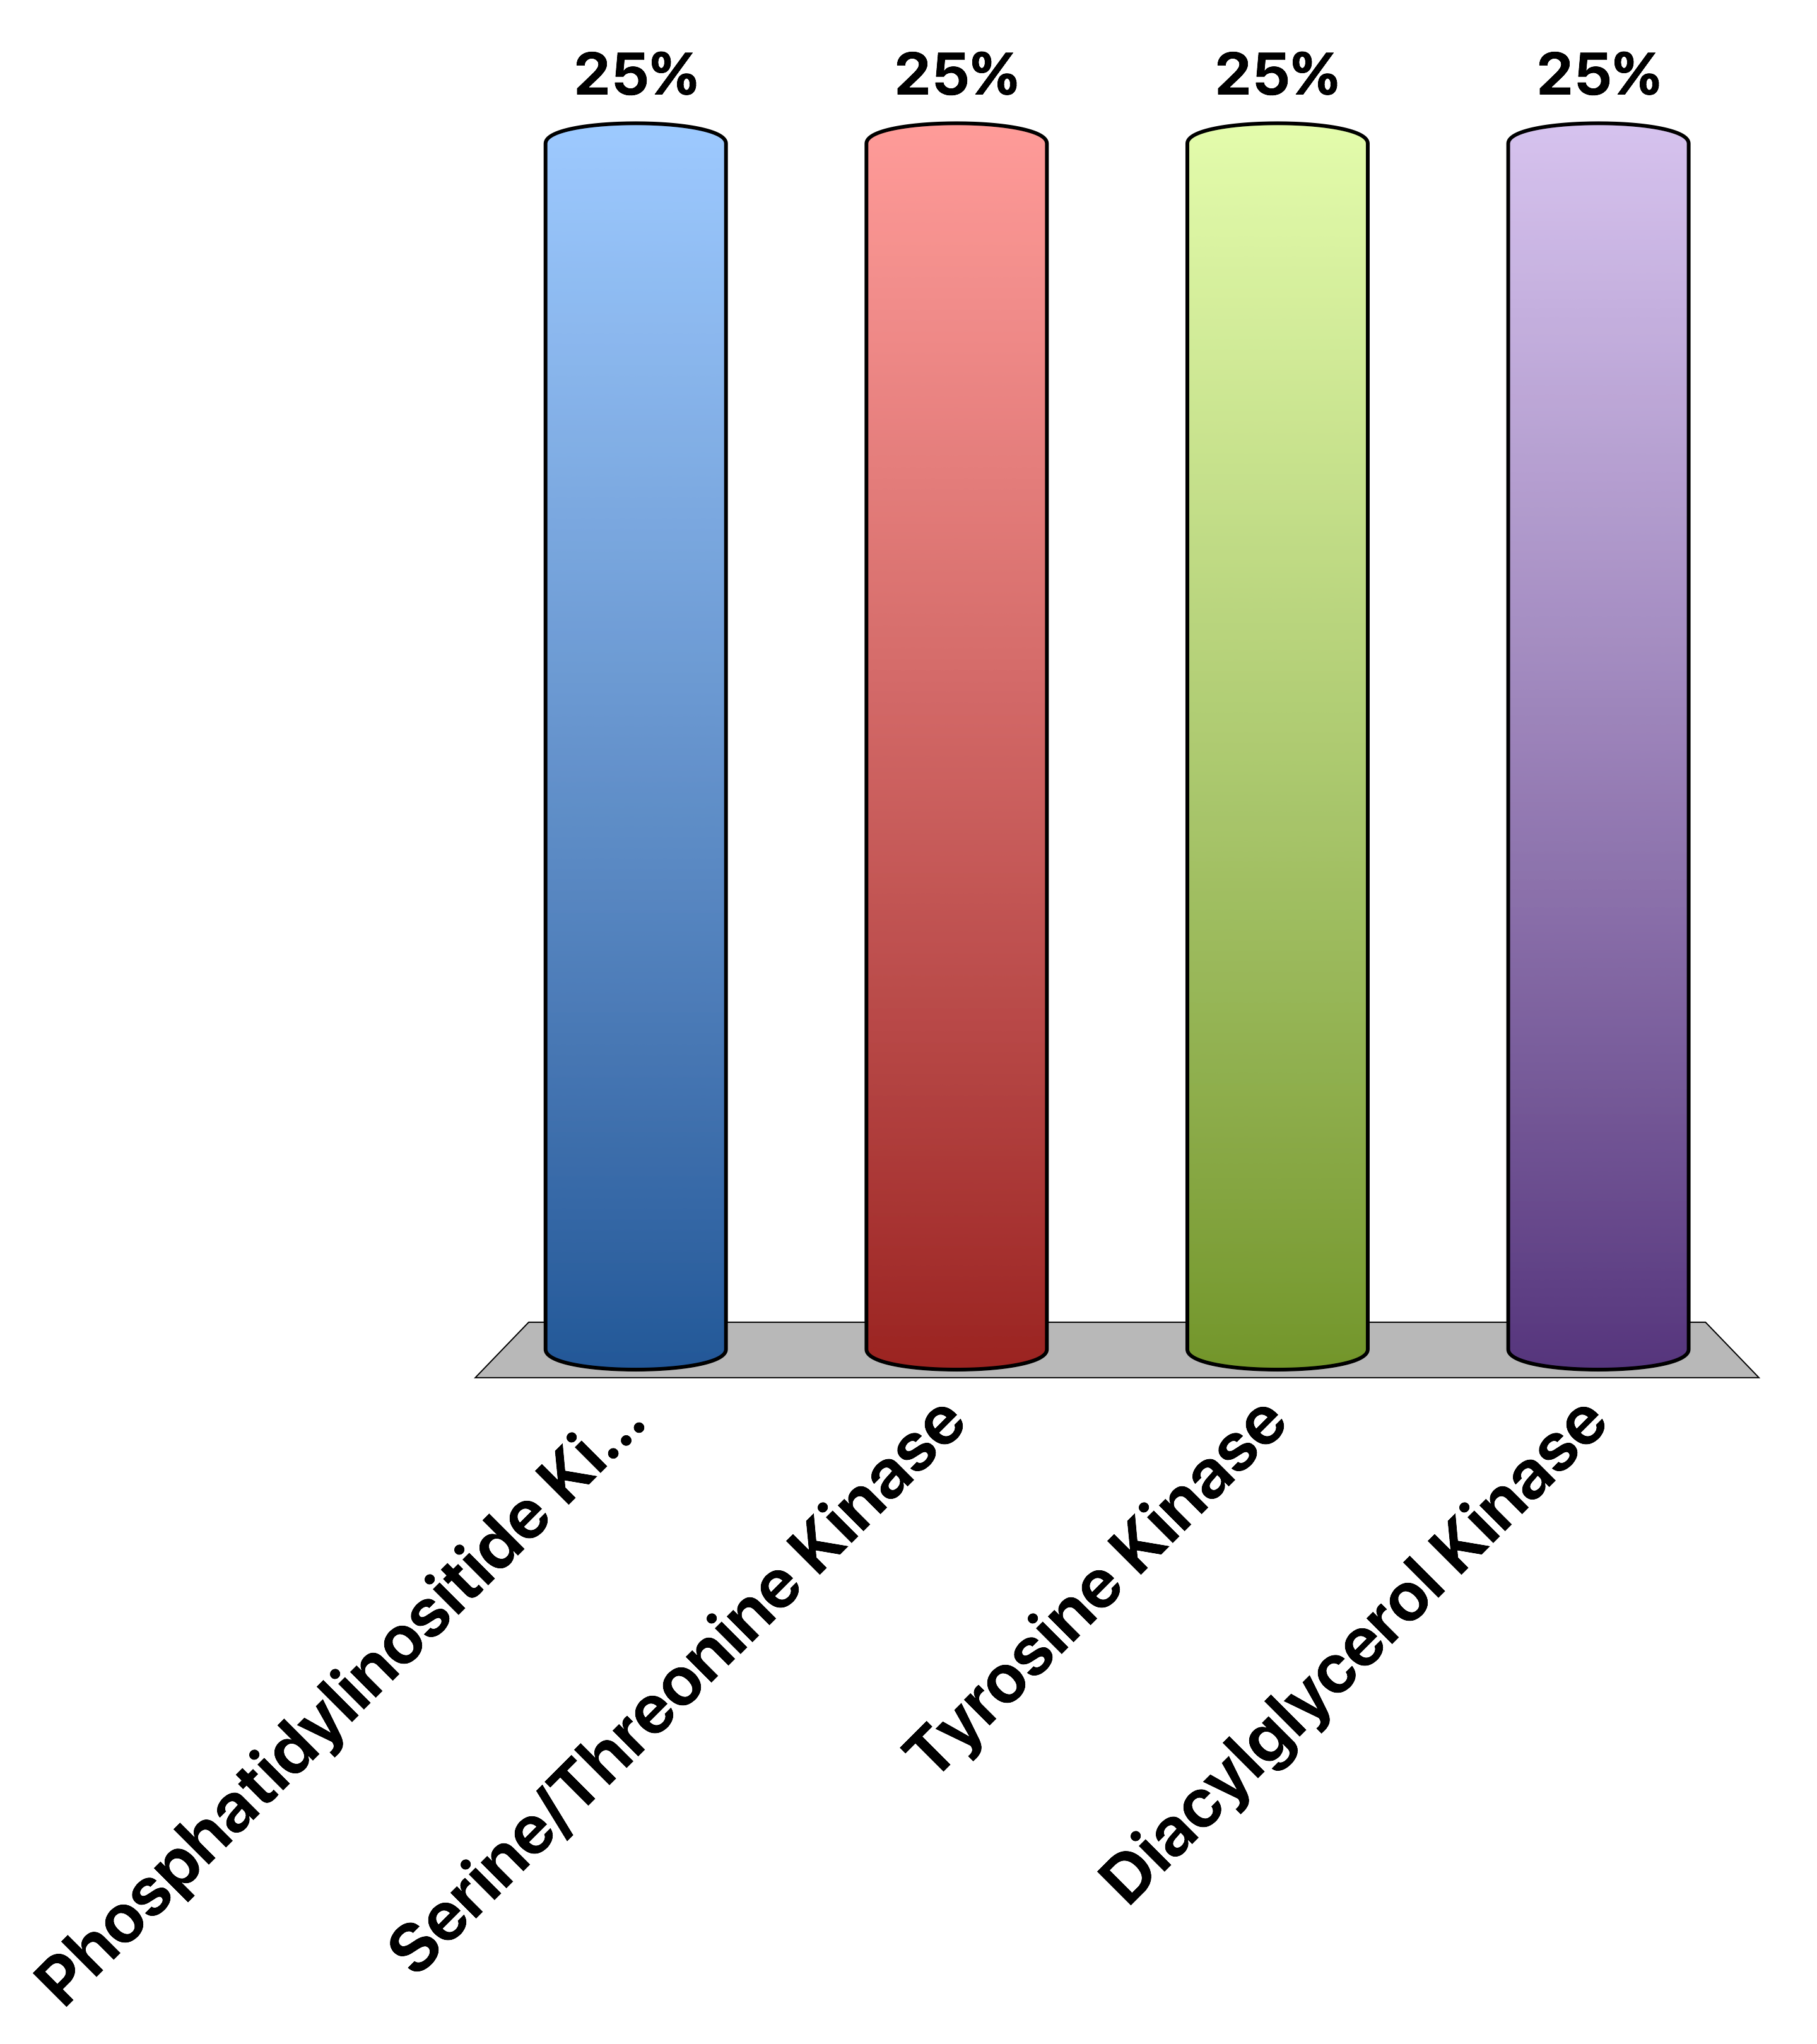 25%
25%
25%
25%
Phosphatidylinositide Ki...
Serine/Threonine Kinase
Tyrosine Kinase
Diacylglycerol Kinase